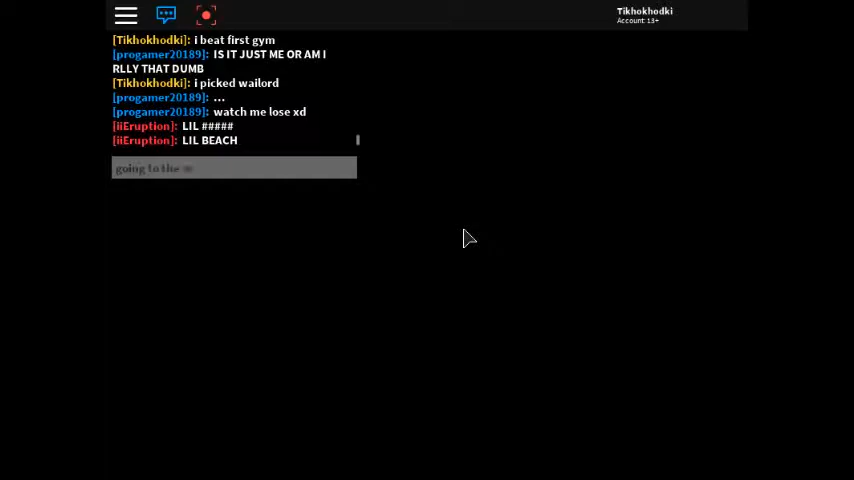 Tikhokhodki
Account: 13+
[Tikhokhodki]: i beat first gym
[progamer20189]: IS IT JUST ME OR AM I
RLLY THAT DUMB
[Tikhokhodki]: i picked wailord
[progamer20189]: ...
[progamer20189]: watch me lose xd
[iiEruption]: LIL #####
[iiEruption]: LIL BEACH
going to the